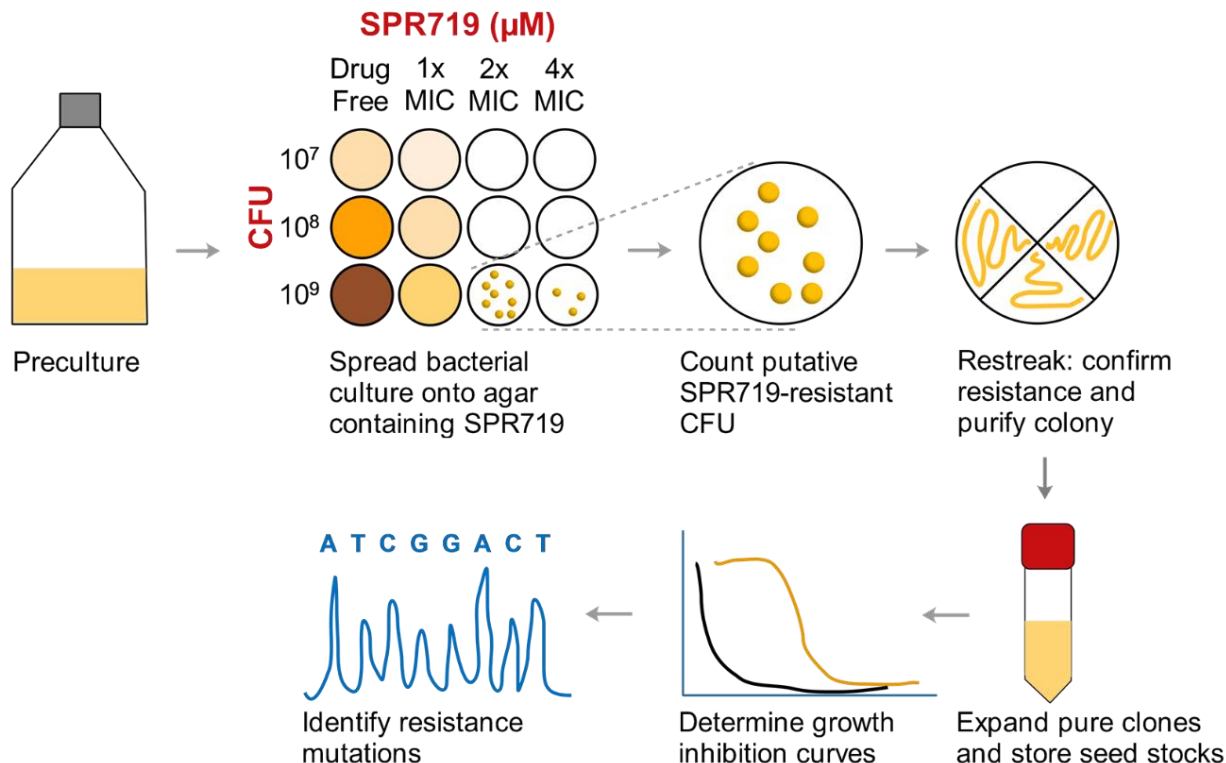 SPR719 (µM)
Drug Free
1x MIC
2x MIC
4x MIC
CFU
10⁷
10⁸
10⁹
Preculture
Spread bacterial
culture onto agar
containing SPR719
Count putative
SPR719-resistant
CFU
Restreak: confirm
resistance and
purify colony
A T C G G A C T
Identify resistance
mutations
Determine growth
inhibition curves
Expand pure clones
and store seed stocks